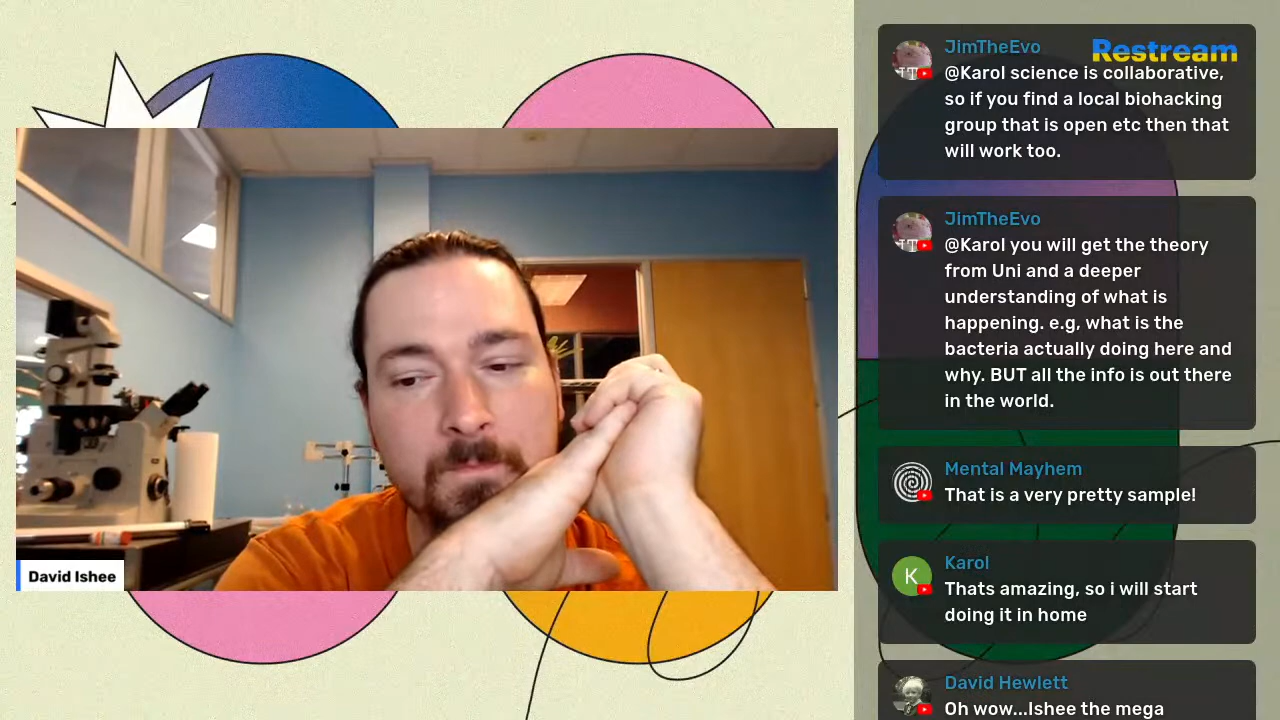 David Ishee
Restream
JimTheEvo
@Karol science is collaborative,
so if you find a local biohacking
group that is open etc then that
will work too.
JimTheEvo
@Karol you will get the theory
from Uni and a deeper
understanding of what is
happening. e.g, what is the
bacteria actually doing here and
why. BUT all the info is out there
in the world.
Mental Mayhem
That is a very pretty sample!
K
Karol
Thats amazing, so i will start
doing it in home
David Hewlett
Oh wow...Ishee the mega